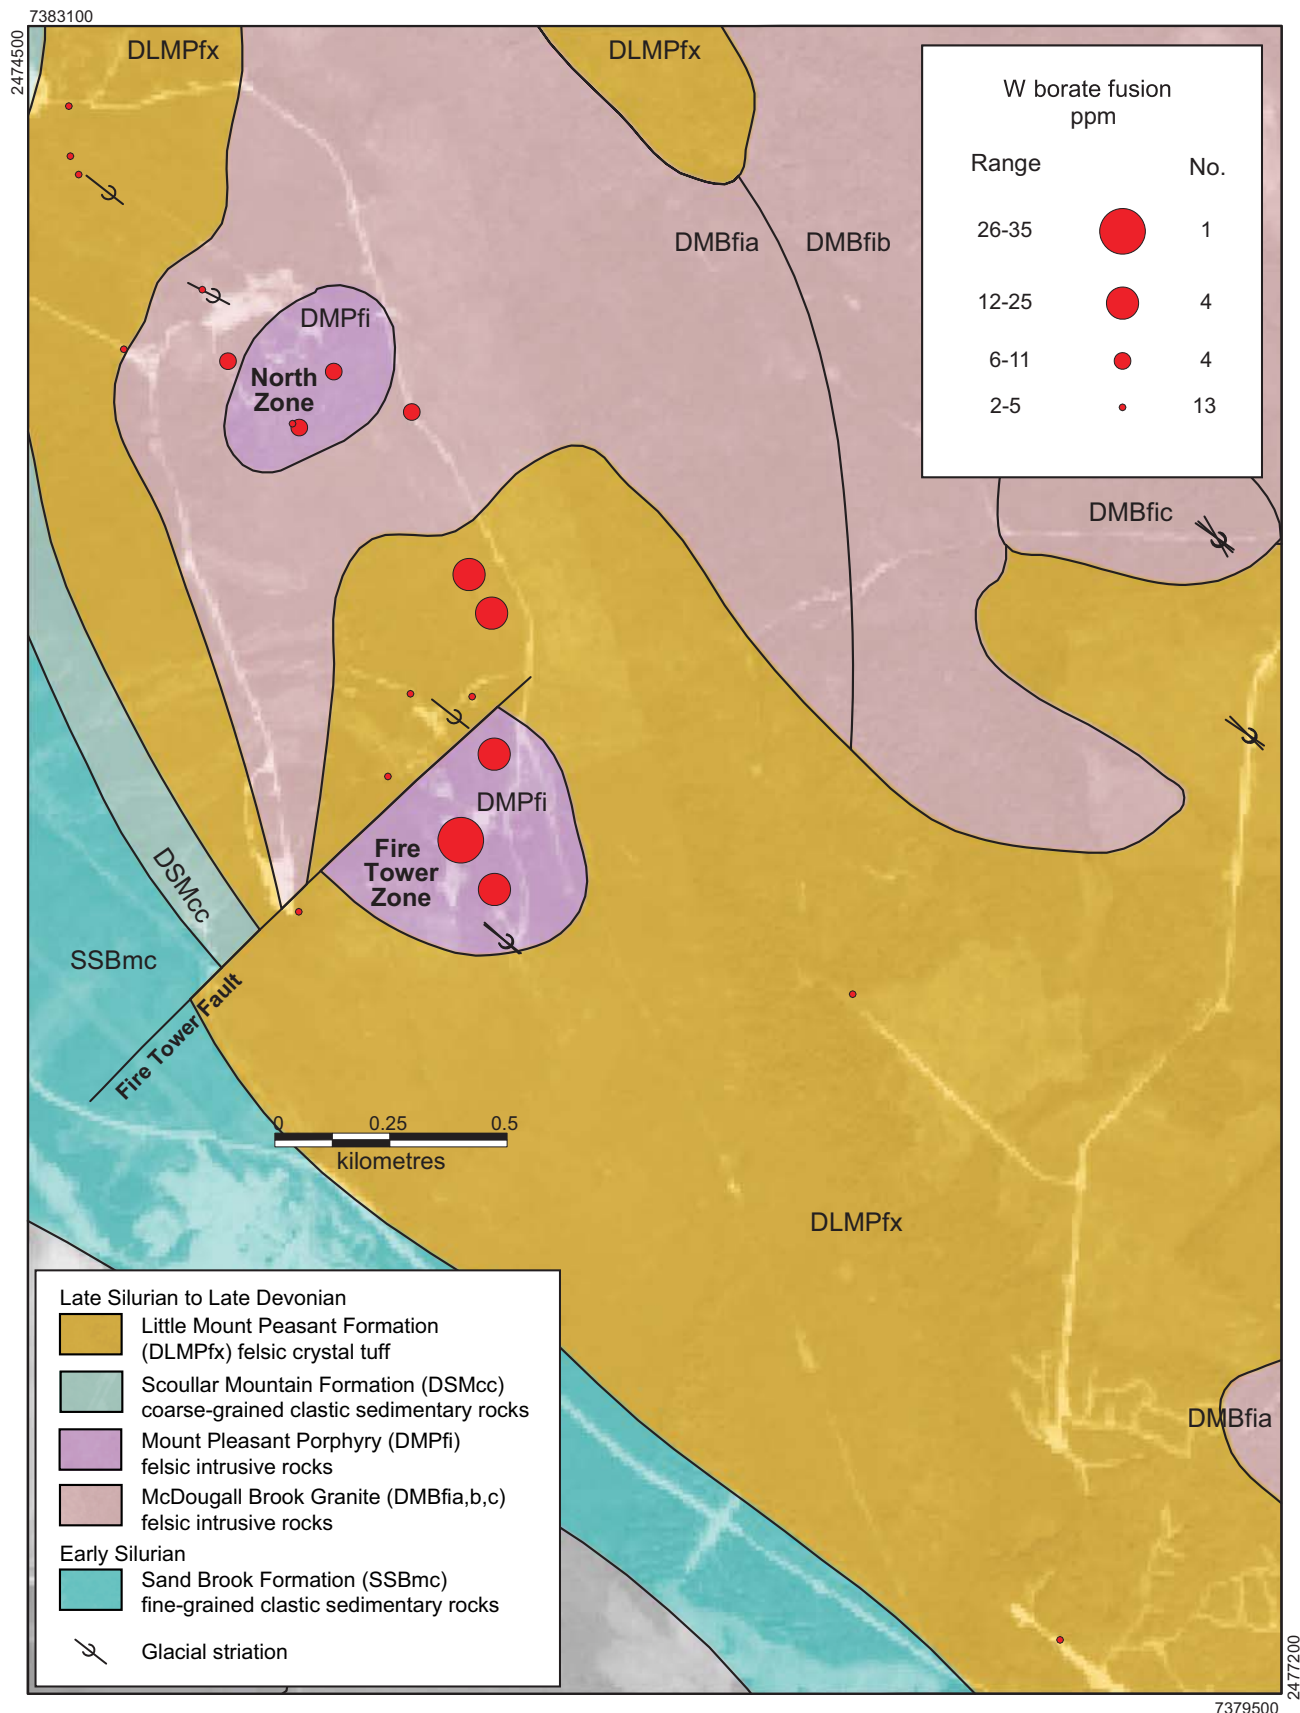 7383100
2474500
DLMPfx
DLMPfx
W borate fusion
ppm
Range No.
26-35 1
12-25 4
6-11 4
2-5 13
DMBfia
DMBfib
DMPfi
North
Zone
DMBfic
DMPfi
Fire
Tower
Zone
DSMcc
SSBmc
Fire Tower Fault
0 0.25 0.5
kilometres
DLMPfx
DMBfia
Late Silurian to Late Devonian
Little Mount Peasant Formation
(DLMPfx) felsic crystal tuff
Scoullar Mountain Formation (DSMcc)
coarse-grained clastic sedimentary rocks
Mount Pleasant Porphyry (DMPfi)
felsic intrusive rocks
McDougall Brook Granite (DMBfia,b,c)
felsic intrusive rocks
Early Silurian
Sand Brook Formation (SSBmc)
fine-grained clastic sedimentary rocks
Glacial striation
2477200
7379500